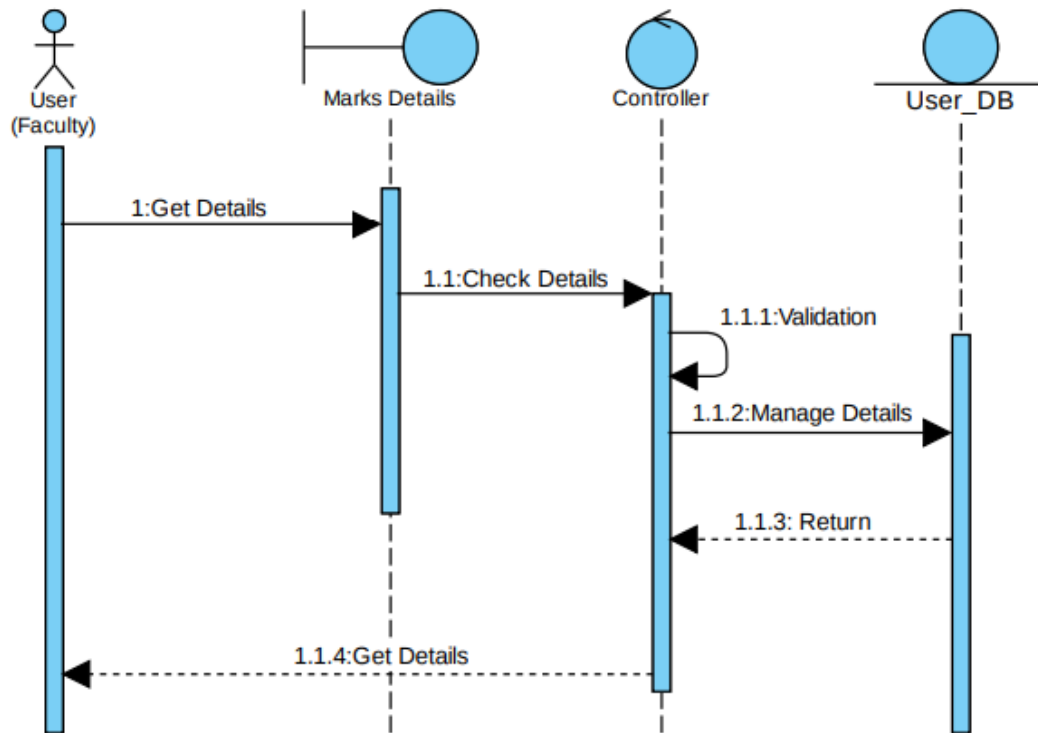 User
(Faculty)
Marks Details
Controller
User_DB
1:Get Details
1.1:Check Details
1.1.1:Validation
1.1.2:Manage Details
1.1.3: Return
1.1.4:Get Details